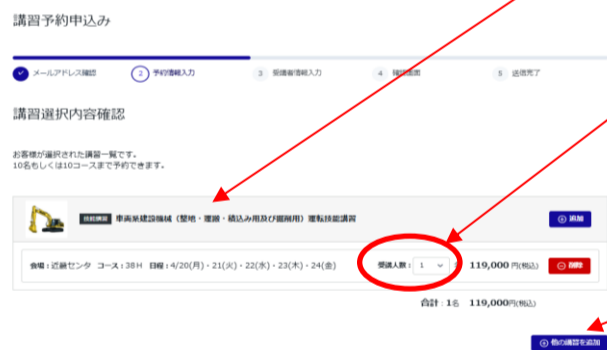 講習予約申込み
メールアドレス確認 2 予約情報入力 3 受講者情報入力 4 確認画面 5 送信完了
講習選択内容確認
お客様が選択された講習一覧です。
10名もしくは10コースまで予約できます。
技能講習 車両系建設機械（整地・運搬・積込み用及び掘削用）運転技能講習 追加
会場：近畿センタ コース：38H 日程：4/20(月)・21(火)・22(水)・23(木)・24(金) 受講人数： 1 119,000 円(税込) 削除
合計：1名 119,000円(税込)
他の講習を追加